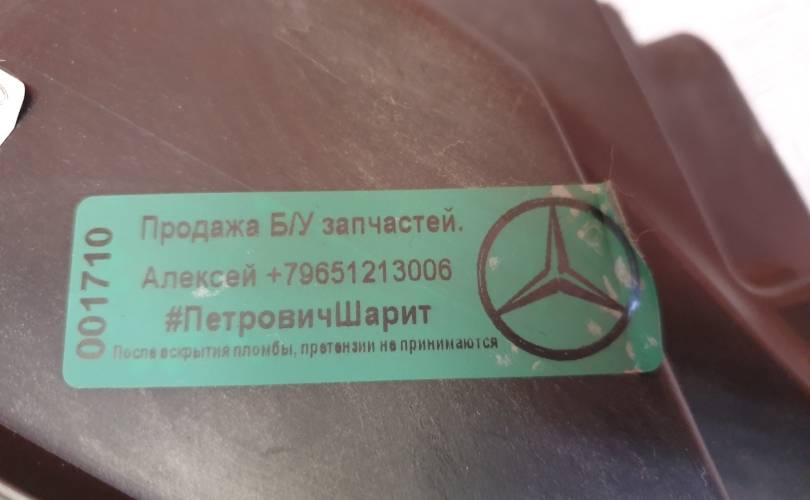 001710
Продажа Б/У запчастей.
Алексей +79651213006
#ПетровичШарит
После вскрытия пломбы, претензии не принимаются